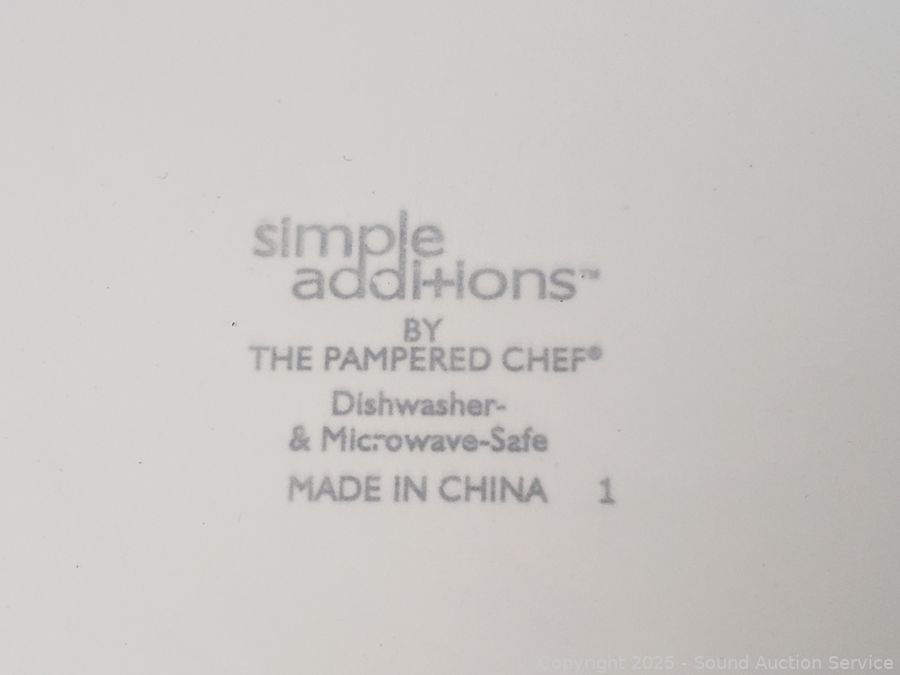 simple
additions™
BY
THE PAMPERED CHEF®
Dishwasher-
& Microwave-Safe
MADE IN CHINA 1
Copyright 2025 - Sound Auction Service